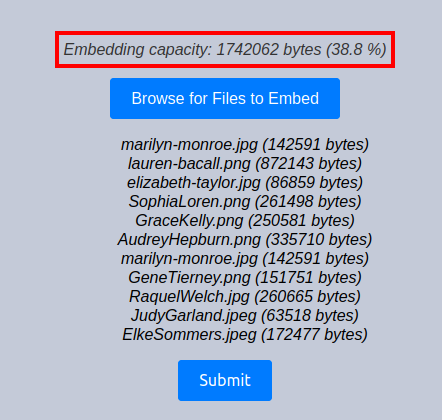 Embedding capacity: 1742062 bytes (38.8 %)
Browse for Files to Embed
marilyn-monroe.jpg (142591 bytes)
lauren-bacall.png (872143 bytes)
elizabeth-taylor.jpg (86859 bytes)
SophiaLoren.png (261498 bytes)
GraceKelly.png (250581 bytes)
AudreyHepburn.png (335710 bytes)
marilyn-monroe.jpg (142591 bytes)
GeneTierney.png (151751 bytes)
RaquelWelch.jpg (260665 bytes)
JudyGarland.jpeg (63518 bytes)
ElkeSommers.jpeg (172477 bytes)
Submit